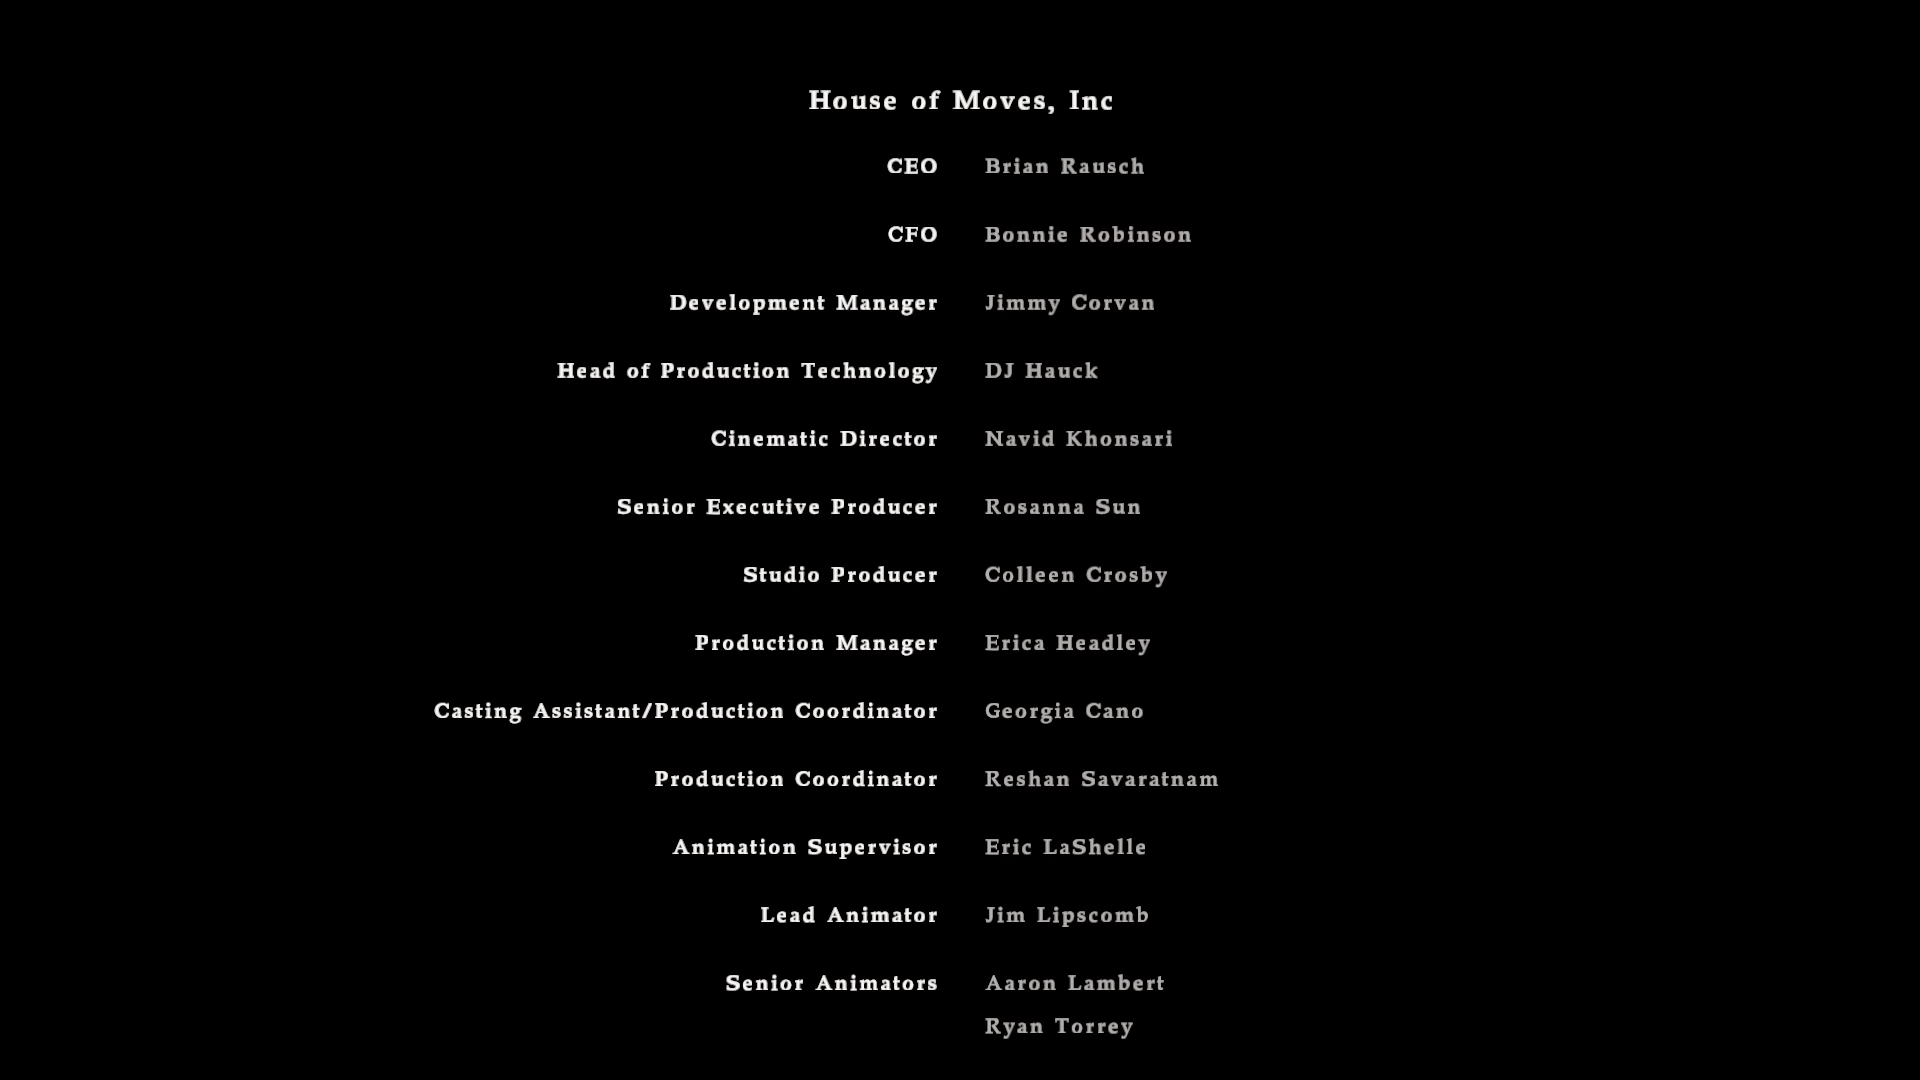 House of Moves, Inc
CEO Brian Rausch
CFO Bonnie Robinson
Development Manager Jimmy Corvan
Head of Production Technology DJ Hauck
Cinematic Director Navid Khonsari
Senior Executive Producer Rosanna Sun
Studio Producer Colleen Crosby
Production Manager Erica Headley
Casting Assistant/Production Coordinator Georgia Cano
Production Coordinator Reshan Savaratnam
Animation Supervisor Eric LaShelle
Lead Animator Jim Lipscomb
Senior Animators Aaron Lambert
Ryan Torrey